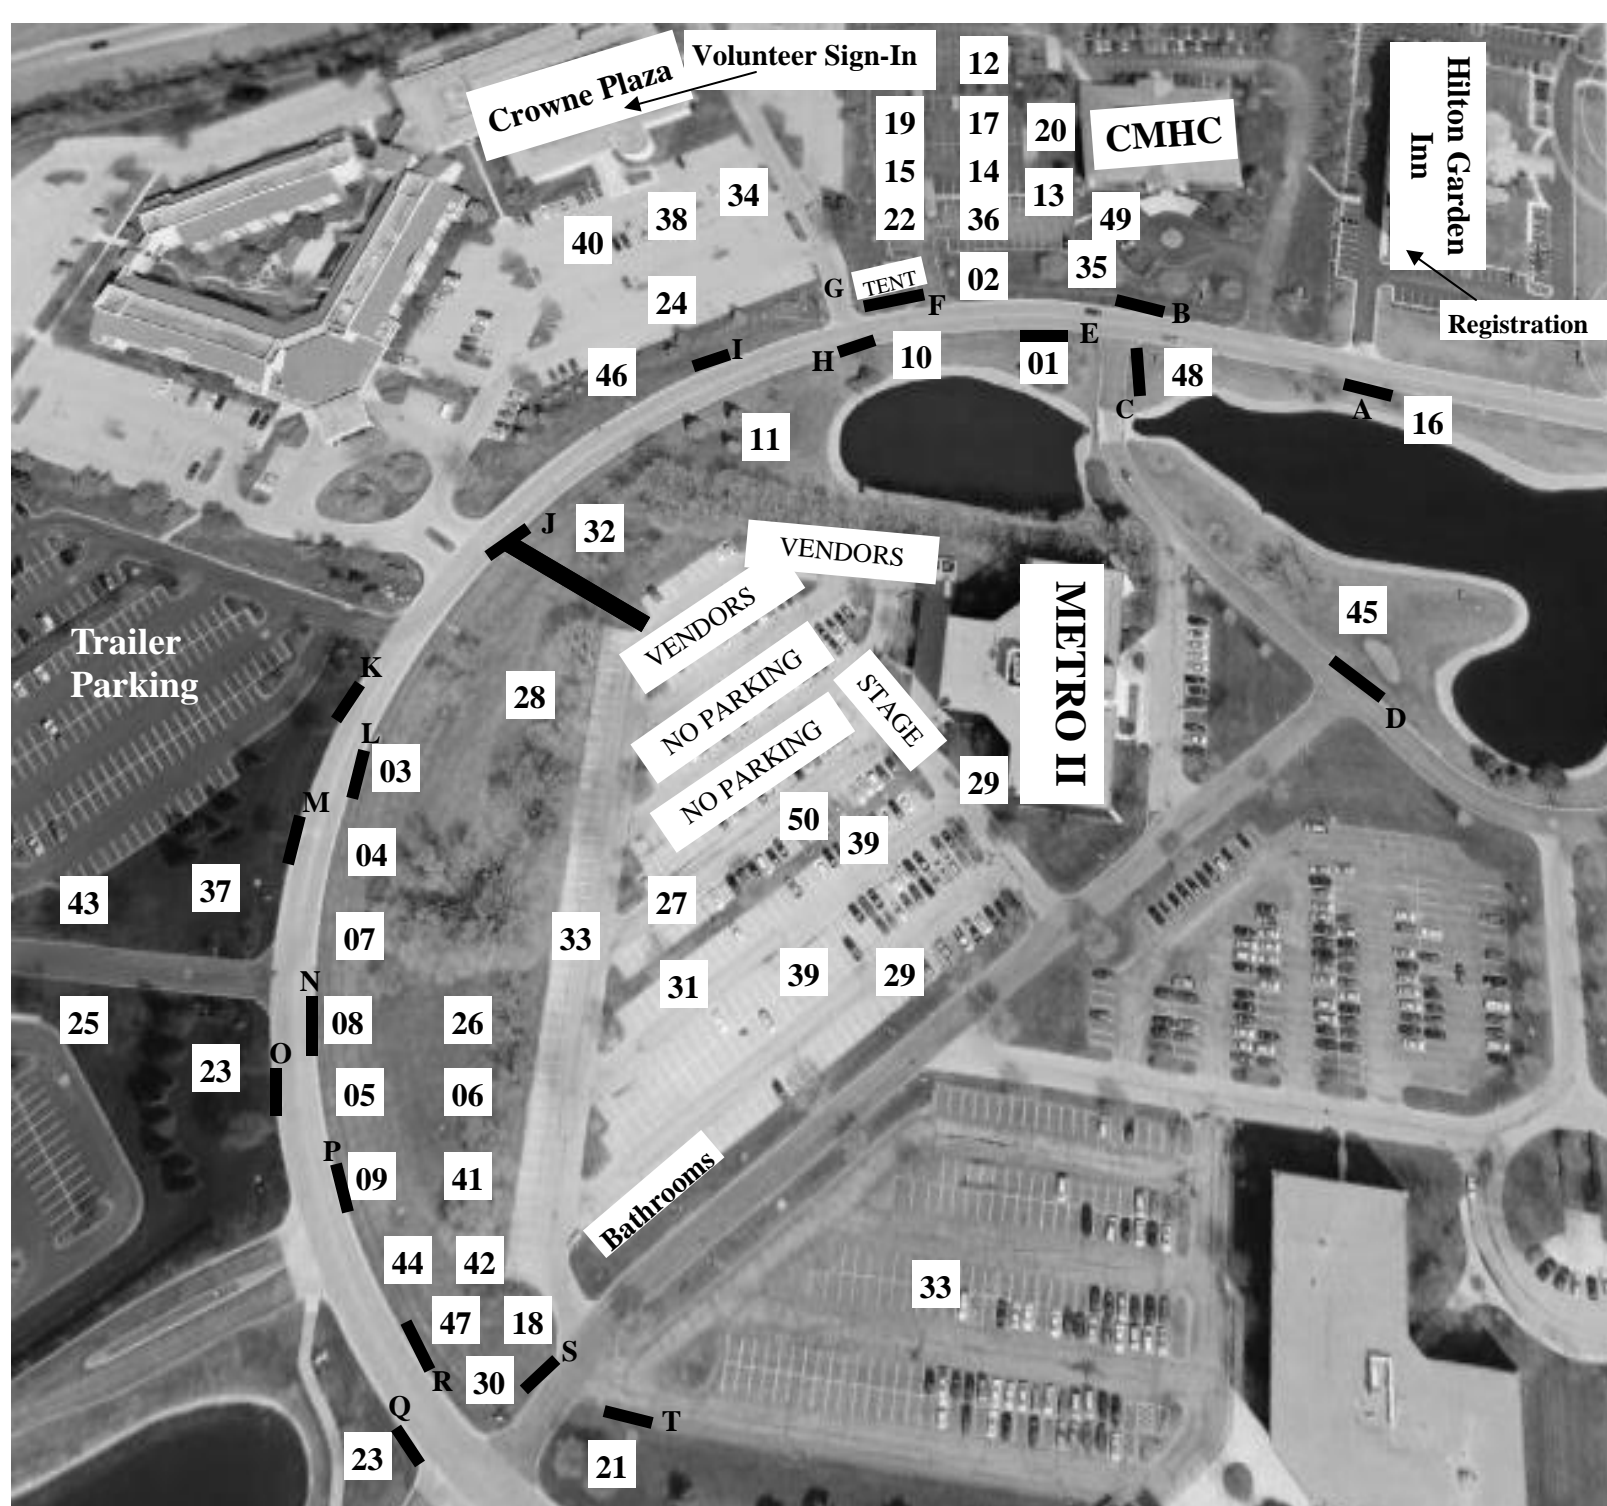 Volunteer Sign-In
Crowne Plaza
12
19
17
20
CMHC
Hilton Garden
Inn
15
14
13
34
38
40
22
36
49
35
24
G
TENT
F
02
B
Registration
I
H
10
E
01
46
C
48
A
16
11
J
32
VENDORS
VENDORS
METRO II
45
Trailer
Parking
K
28
NO PARKING
STAGE
D
L
03
NO PARKING
29
M
04
50
39
43
37
27
07
33
31
39
29
N
25
08
26
O
23
05
06
P
09
41
Bathrooms
44
42
33
47
18
S
R
30
Q
T
23
21